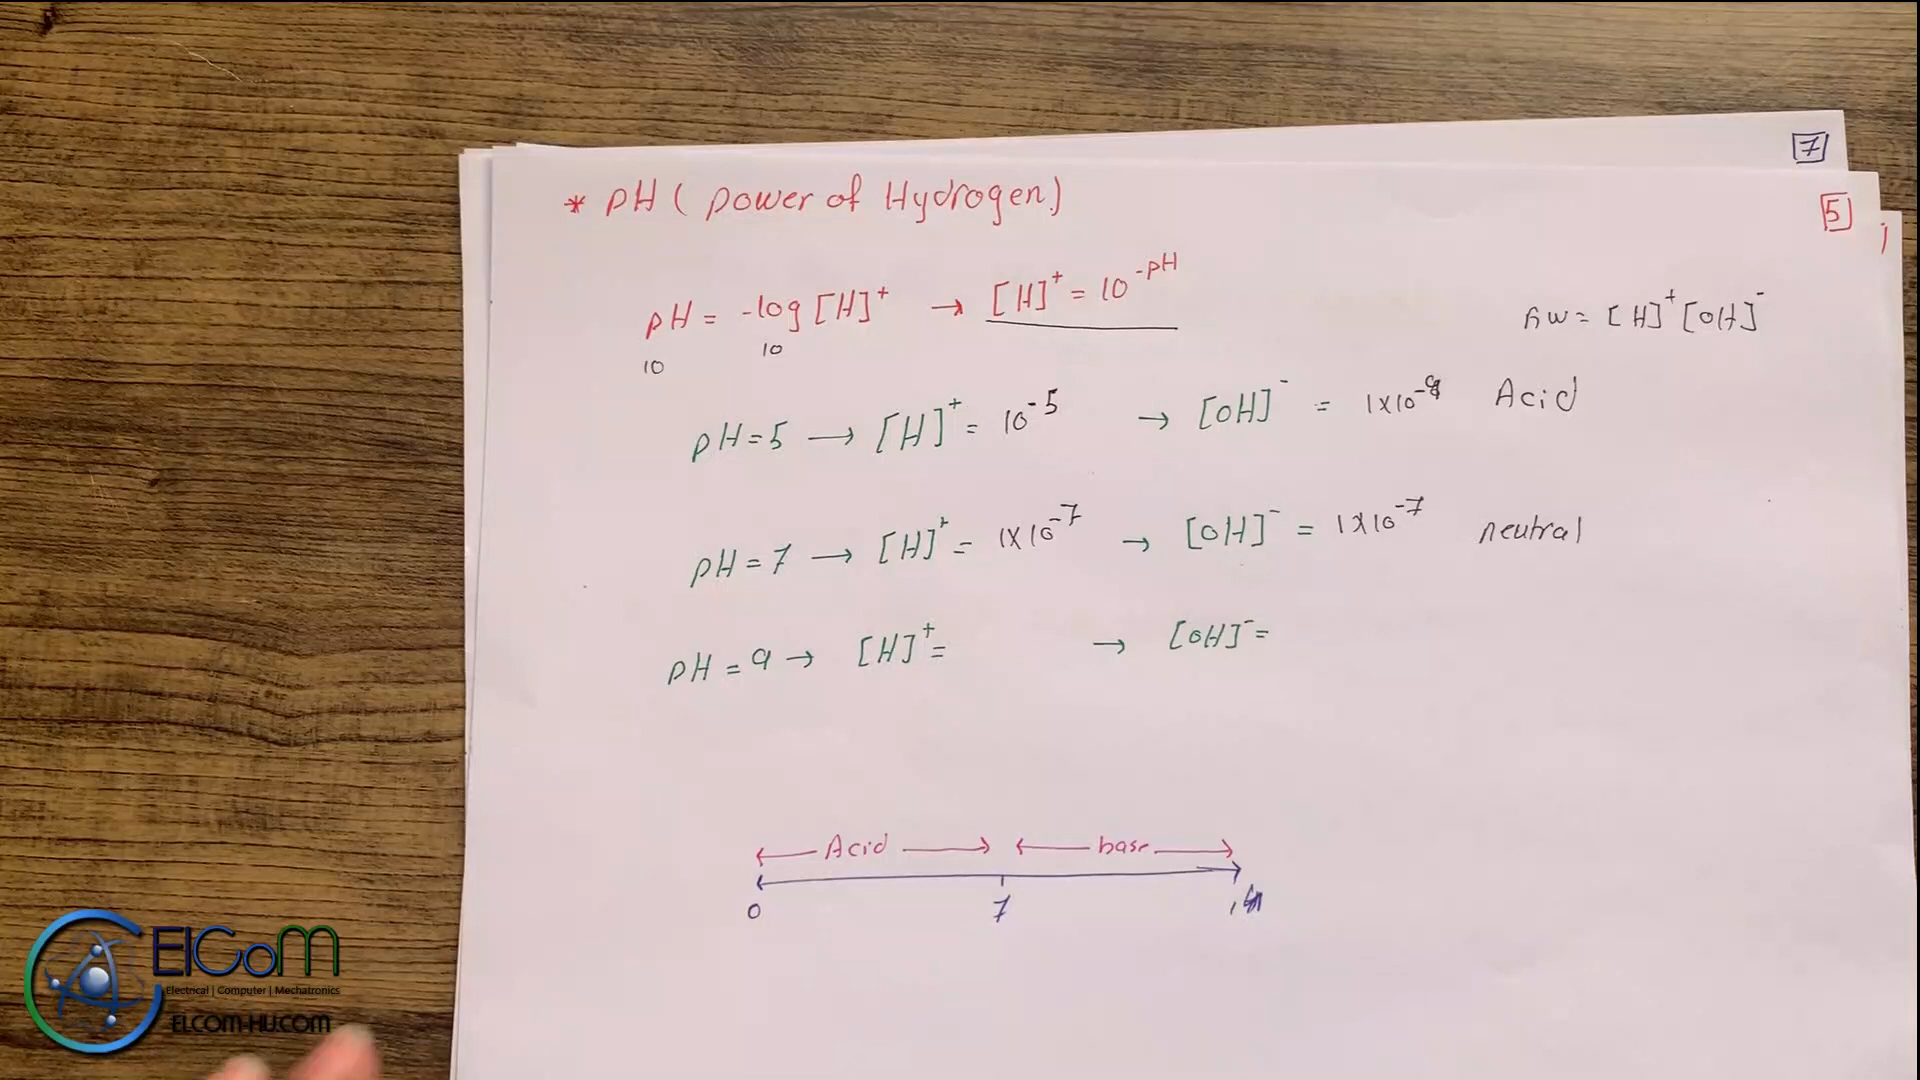 7
* pH ( power of Hydrogen)
5
pH = -log [H]⁺ → [H]⁺ = 10⁻ᵖᴴ
10 10
[H]⁺ [OH]⁻
pH = 5 → [H]⁺ = 10⁻⁵ → [OH]⁻ = 1x10⁻⁹ Acid
pH = 7 → [H]⁺ = 1x10⁻⁷ → [OH]⁻ = 1x10⁻⁷ neutral
pH = 9 → [H]⁺ = → [OH]⁻ =
Acid base
0 7
ElCoM
Electrical | Computer | Mechatronics
ELCOM-HU.COM